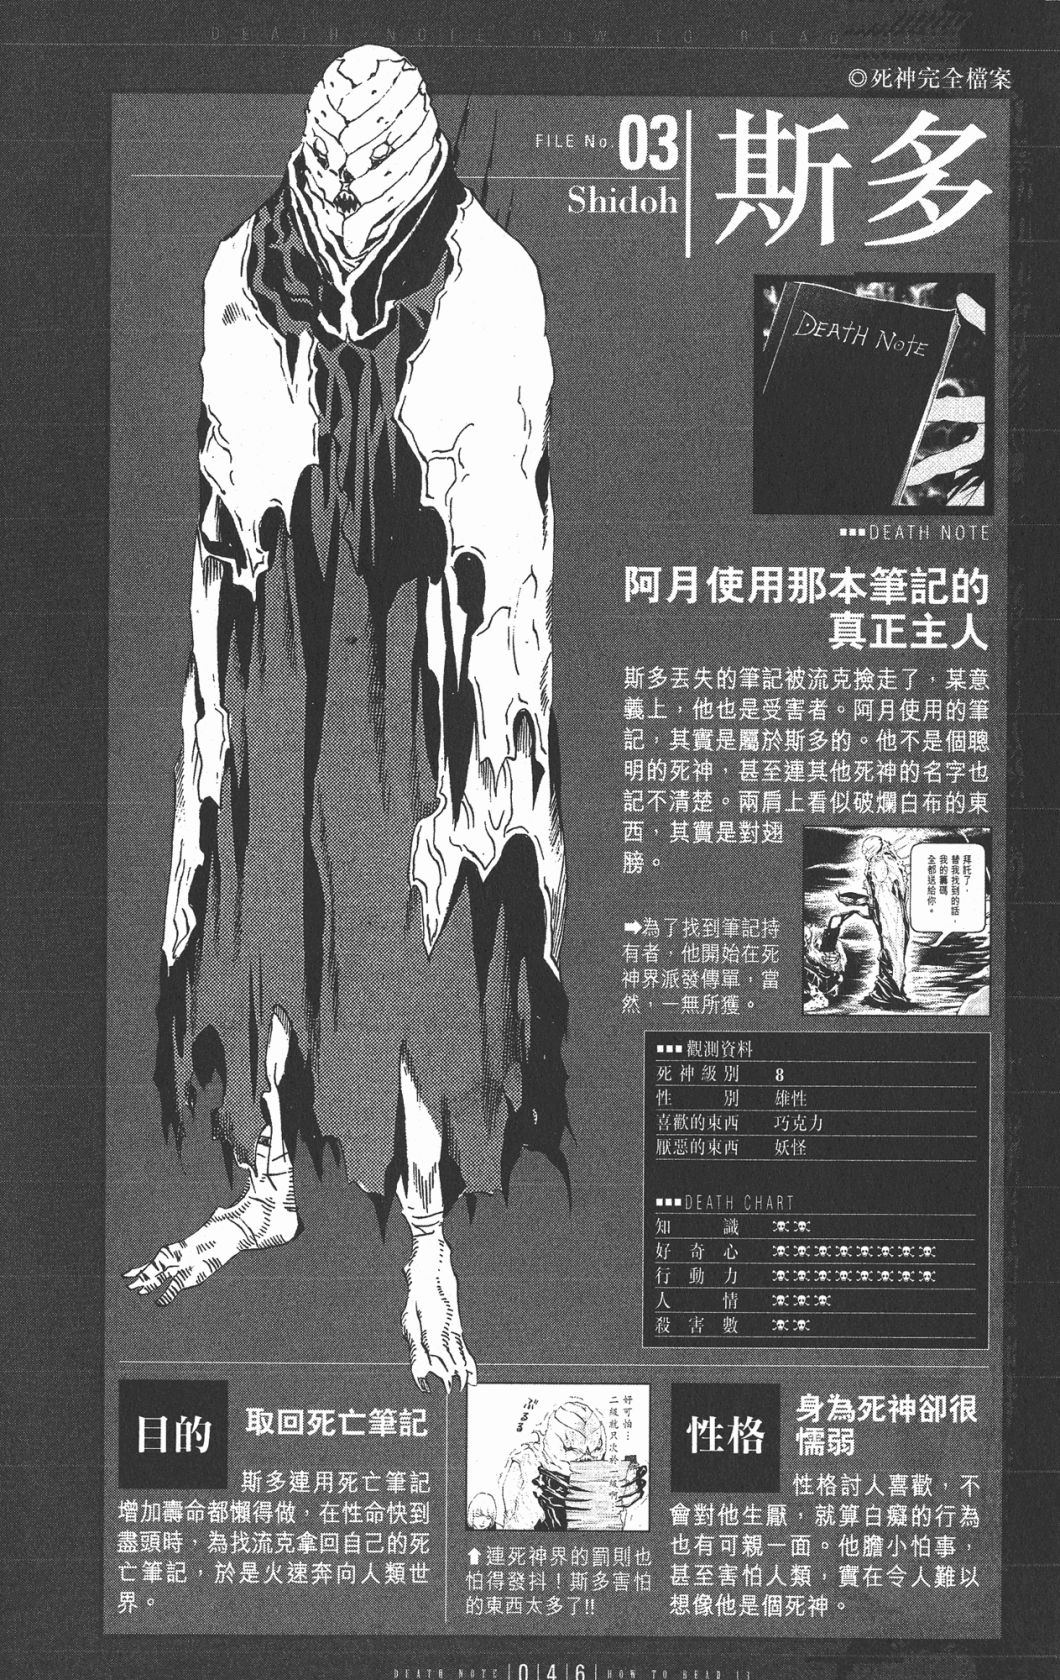 DEATH NOTE HOW TO READ
◎死神完全檔案
FILE No.03
Shidoh
斯多
DEATH NOTE
■■■DEATH NOTE
阿月使用那本筆記的
真正主人
斯多丟失的筆記被流克撿走了，某意
義上，他也是受害者。阿月使用的筆
記，其實是屬於斯多的。他不是個聰
明的死神，甚至連其他死神的名字也
記不清楚。兩肩上看似破爛白布的東
西，其實是對翅
膀。
拜託了，
替我找到的話，
我的籌碼
全都送給你。
➡為了找到筆記持
有者，他開始在死
神界派發傳單，當
然，一無所獲。
■■■觀測資料
死神級別 8
性別 雄性
喜歡的東西 巧克力
厭惡的東西 妖怪
■■■DEATH CHART
知識
好奇心
行動力
人情
殺害數
目的
取回死亡筆記
斯多連用死亡筆記
增加壽命都懶得做，在性命快到
盡頭時，為找流克拿回自己的死
亡筆記，於是火速奔向人類世
界。
好可怕…
ぶるる
⬆連死神界的罰則也
怕得發抖！斯多害怕
的東西太多了!!
性格
身為死神卻很
懦弱
性格討人喜歡，不
會對他生厭，就算白癡的行為
也有可親一面。他膽小怕事，
甚至害怕人類，實在令人難以
想像他是個死神。
DEATH NOTE |0|4|6| HOW TO READ 13